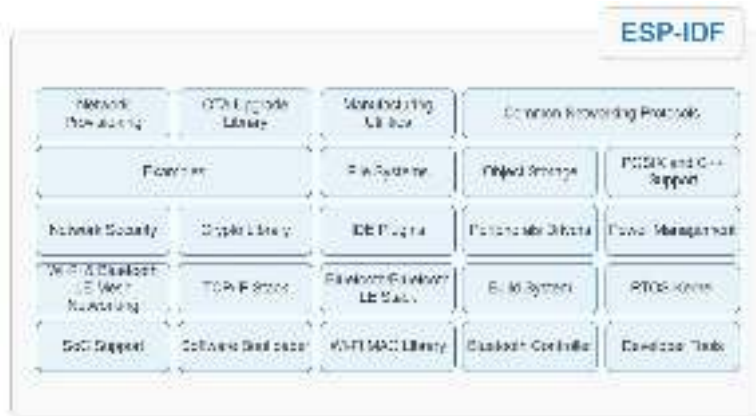 ESP-IDF
Network
Provisioning
OTA Upgrade
Library
Manufacturing
Utilities
Common Networking Protocols
Examples
File Systems
Object Storage
POSIX and C++
Support
Network Security
Crypto Library
IDE Plugins
Peripherals Drivers
Power Management
Wi-Fi & Bluetooth
LE Mesh
Networking
TCP/IP Stack
Bluetooth/Bluetooth
LE Stack
Build System
RTOS Kernel
SoC Support
Software Bootloader
Wi-Fi MAC Library
Bluetooth Controller
Developer Tools